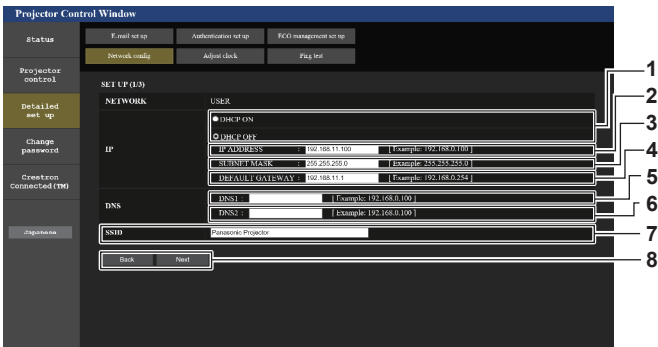 Projector Control Window
Status
E-mail set up
Authentication set up
ECO management set up
Network config
Adjust clock
Ping test
Projector control
Detailed set up
Change password
Crestron Connected(TM)
Japanese
SET UP (1/3)
NETWORK USER
IP
DHCP ON
DHCP OFF
IP ADDRESS : 192.168.11.100 [ Example: 192.168.0.100 ]
SUBNET MASK : 255.255.255.0 [ Example: 255.255.255.0 ]
DEFAULT GATEWAY : 192.168.11.1 [ Example: 192.168.0.254 ]
DNS
DNS1 : [ Example: 192.168.0.100 ]
DNS2 : [ Example: 192.168.0.100 ]
SSID Panasonic Projector
Back Next
1
2
3
4
5
6
7
8